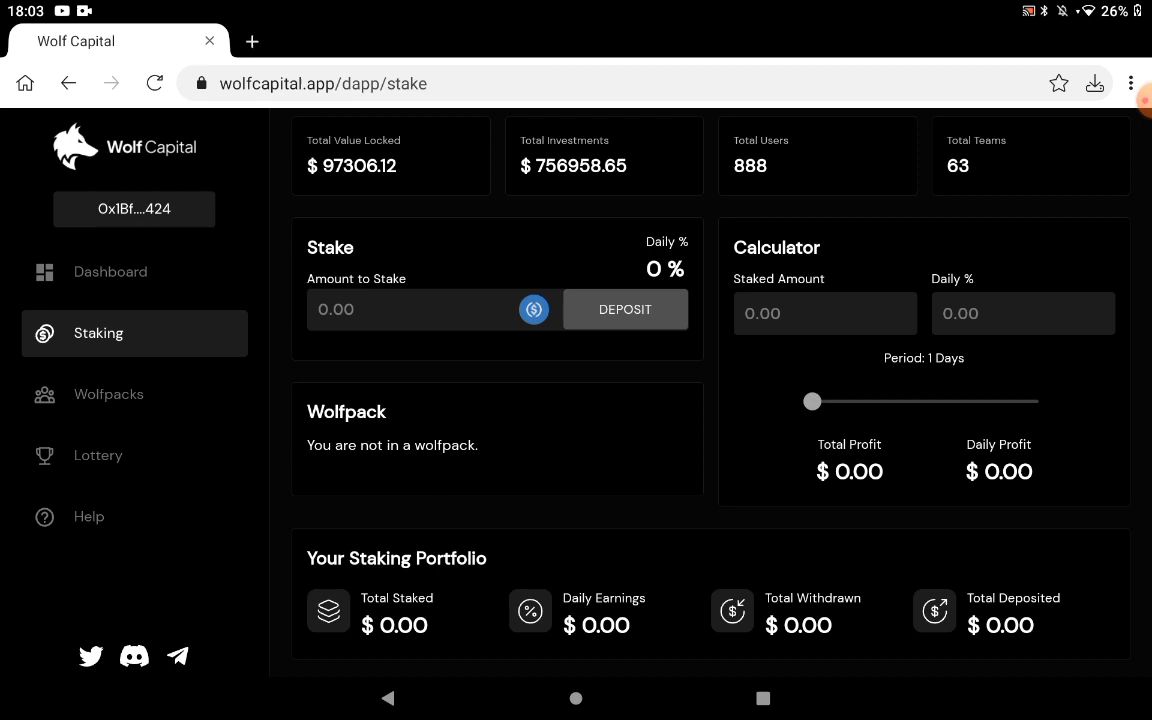 18:03
26%
Wolf Capital
wolfcapital.app/dapp/stake
Wolf Capital
0x1Bf....424
Dashboard
Staking
Wolfpacks
Lottery
Help
Total Value Locked
$ 97306.12
Total Investments
$ 756958.65
Total Users
888
Total Teams
63
Stake
Daily %
0 %
Amount to Stake
0.00
DEPOSIT
Wolfpack
You are not in a wolfpack.
Calculator
Staked Amount
0.00
Daily %
0.00
Period: 1 Days
Total Profit
$ 0.00
Daily Profit
$ 0.00
Your Staking Portfolio
Total Staked
$ 0.00
Daily Earnings
$ 0.00
Total Withdrawn
$ 0.00
Total Deposited
$ 0.00